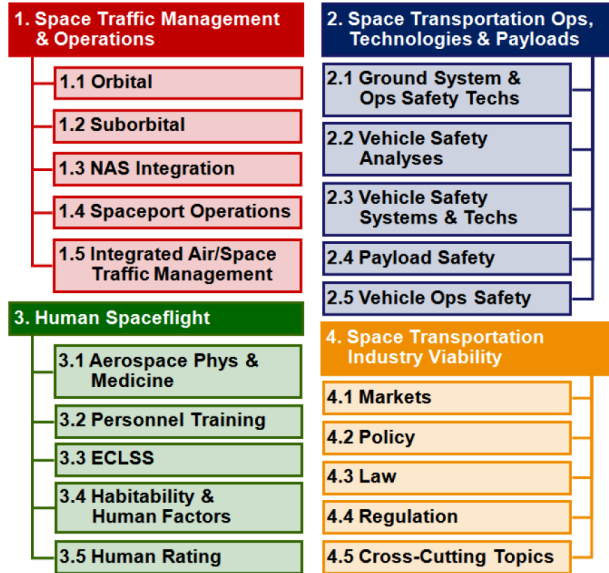 1. Space Traffic Management
& Operations
1.1 Orbital
1.2 Suborbital
1.3 NAS Integration
1.4 Spaceport Operations
1.5 Integrated Air/Space
Traffic Management
2. Space Transportation Ops,
Technologies & Payloads
2.1 Ground System &
Ops Safety Techs
2.2 Vehicle Safety
Analyses
2.3 Vehicle Safety
Systems & Techs
2.4 Payload Safety
2.5 Vehicle Ops Safety
3. Human Spaceflight
3.1 Aerospace Phys &
Medicine
3.2 Personnel Training
3.3 ECLSS
3.4 Habitability &
Human Factors
3.5 Human Rating
4. Space Transportation
Industry Viability
4.1 Markets
4.2 Policy
4.3 Law
4.4 Regulation
4.5 Cross-Cutting Topics